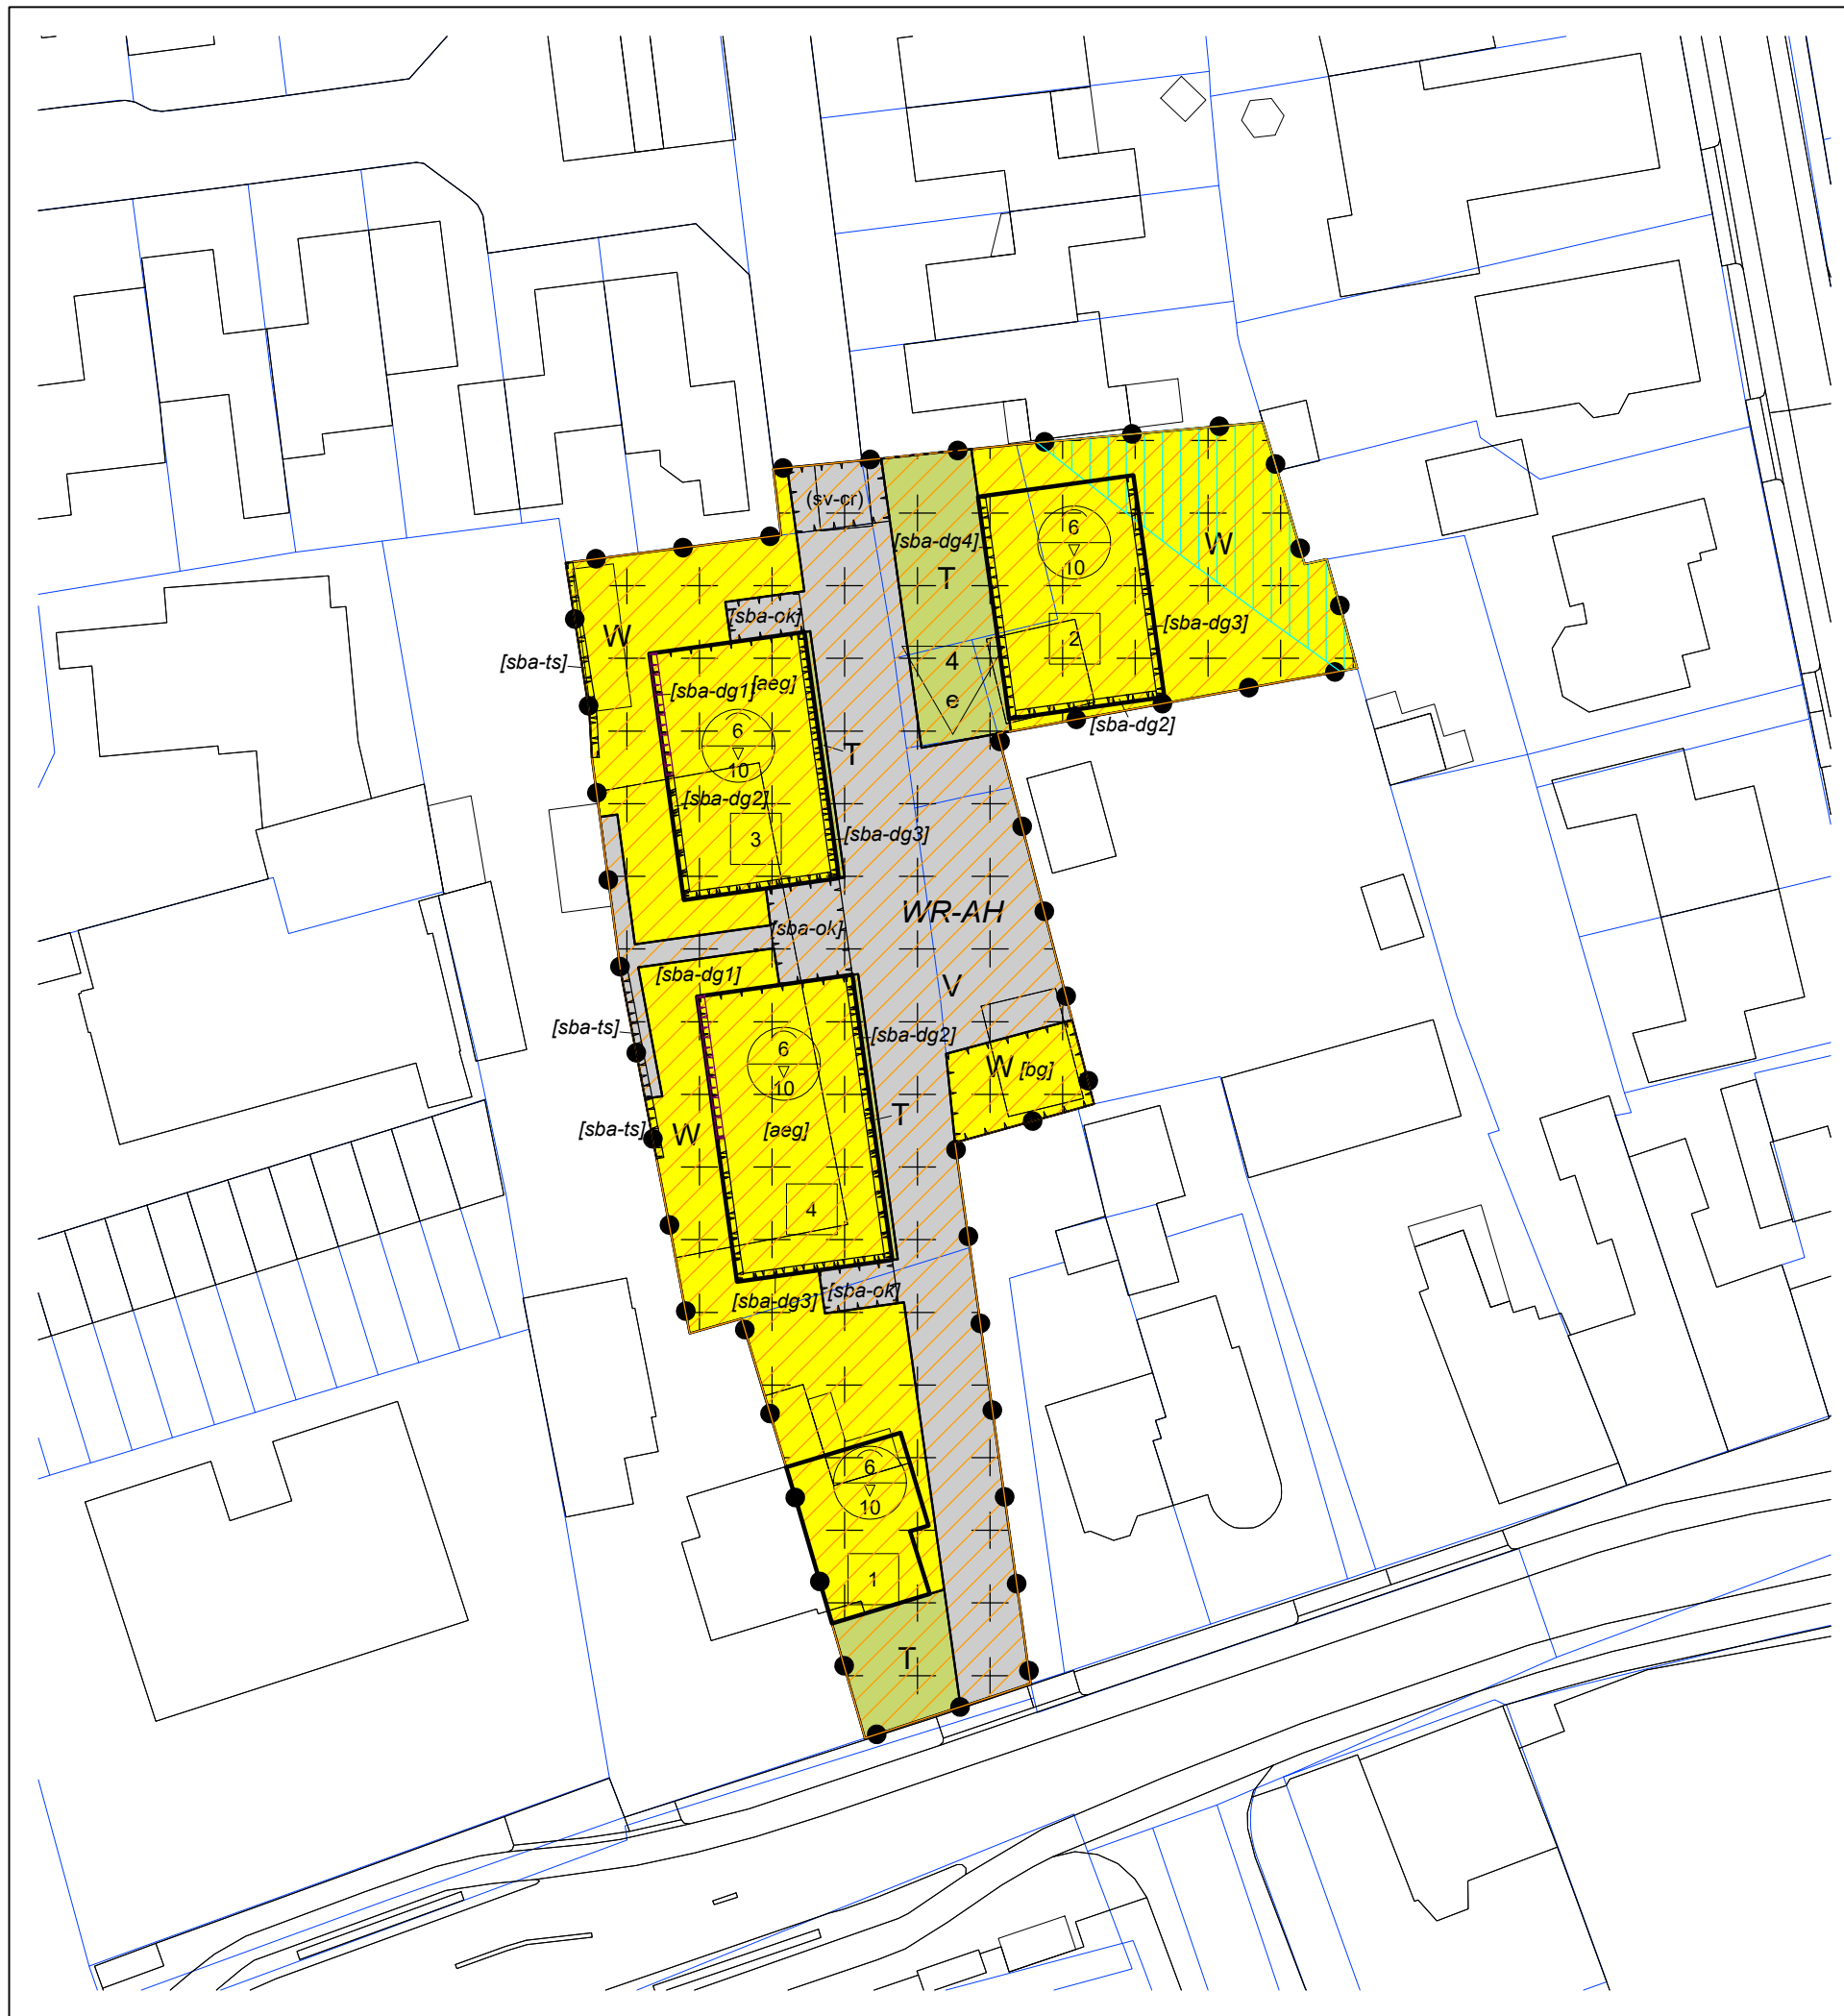 (sv-cr)
[sba-dg4]
6
10
W
T
[sba-ok]
[sba-dg3]
W
2
[sba-ts]
4
[sba-dg1]
[aeg]
e
[sba-dg2]
6
10
T
[sba-dg2]
[sba-dg3]
3
WR-AH
[sba-ok]
[sba-dg1]
V
[sba-ts]
[sba-dg2]
6
10
W [bg]
T
[sba-ts]
W
[aeg]
4
[sba-ok]
[sba-dg3]
6
10
1
T